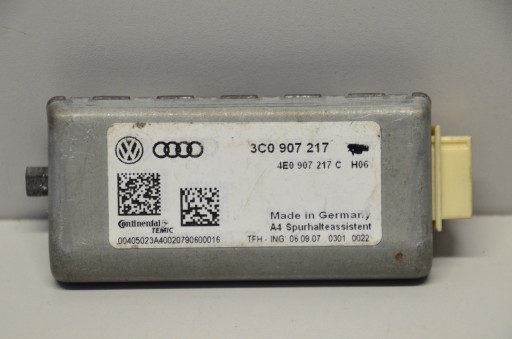 3C0 907 217
4E0 907 217 C H06
Continental
TEMIC
Made in Germany
A4 Spurhalteassistent
00405023A40020790600016
TFH - ING 06.09.07 0301 0022